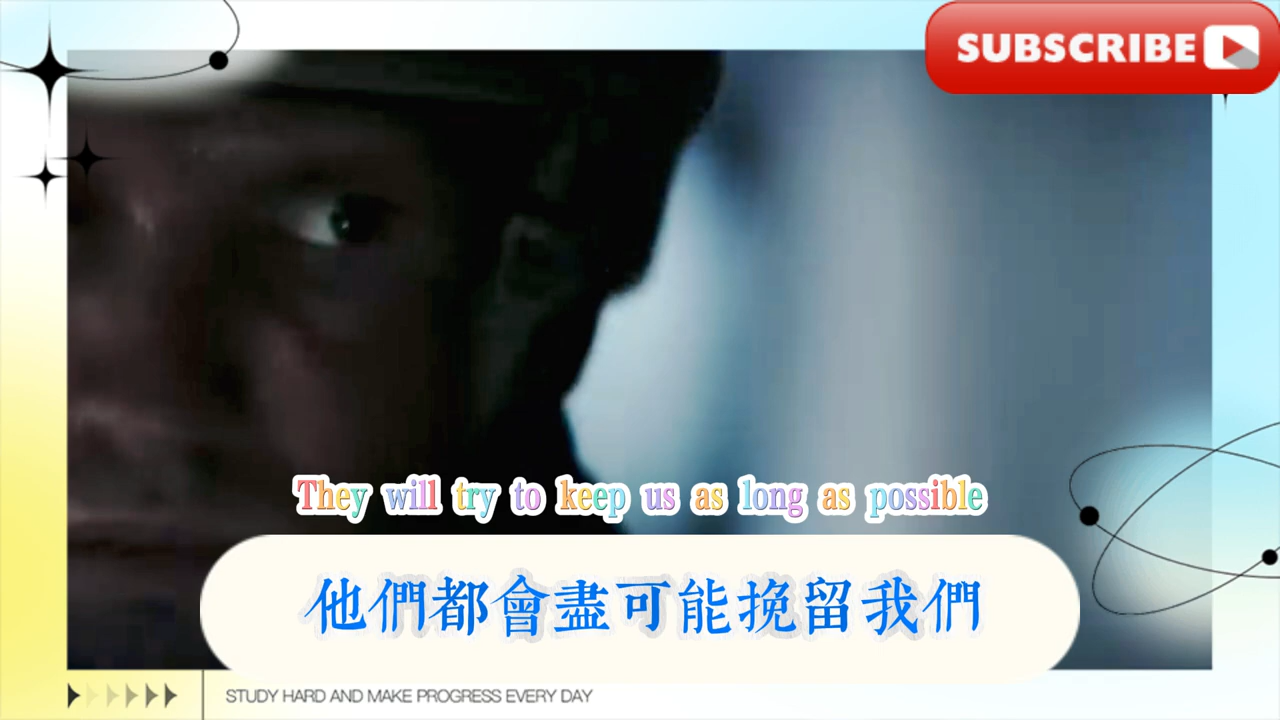 SUBSCRIBE
They will try to keep us as long as possible
他們都會盡可能挽留我們
STUDY HARD AND MAKE PROGRESS EVERY DAY